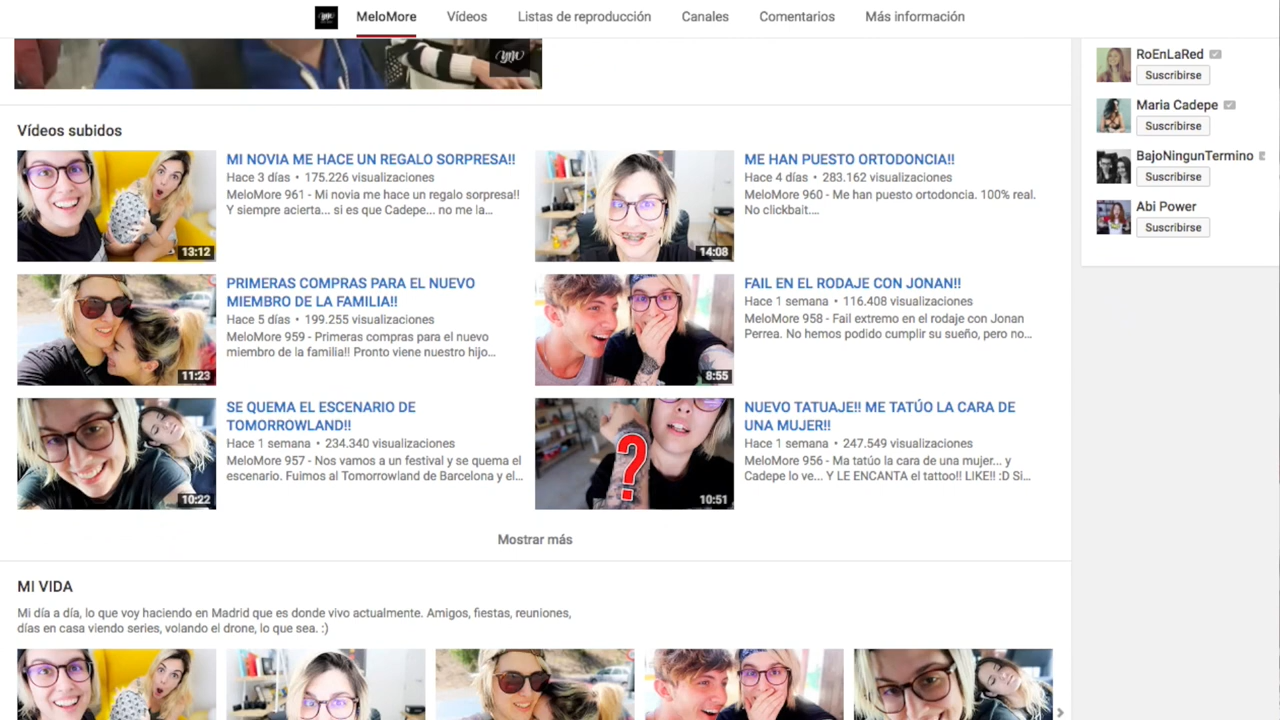 MeloMore
Vídeos
Listas de reproducción
Canales
Comentarios
Más información
Vídeos subidos
13:12
MI NOVIA ME HACE UN REGALO SORPRESA!!
Hace 3 días • 175.226 visualizaciones
MeloMore 961 - Mi novia me hace un regalo sorpresa!!
Y siempre acierta... si es que Cadepe... no me la...
14:08
ME HAN PUESTO ORTODONCIA!!
Hace 4 días • 283.162 visualizaciones
MeloMore 960 - Me han puesto ortodoncia. 100% real.
No clickbait....
11:23
PRIMERAS COMPRAS PARA EL NUEVO
MIEMBRO DE LA FAMILIA!!
Hace 5 días • 199.255 visualizaciones
MeloMore 959 - Primeras compras para el nuevo
miembro de la familia!! Pronto viene nuestro hijo...
8:55
FAIL EN EL RODAJE CON JONAN!!
Hace 1 semana • 116.408 visualizaciones
MeloMore 958 - Fail extremo en el rodaje con Jonan
Perrea. No hemos podido cumplir su sueño, pero no...
10:22
SE QUEMA EL ESCENARIO DE
TOMORROWLAND!!
Hace 1 semana • 234.340 visualizaciones
MeloMore 957 - Nos vamos a un festival y se quema el
escenario. Fuimos al Tomorrowland de Barcelona y el...
?
10:51
NUEVO TATUAJE!! ME TATÚO LA CARA DE
UNA MUJER!!
Hace 1 semana • 247.549 visualizaciones
MeloMore 956 - Ma tatúo la cara de una mujer... y
Cadepe lo ve... Y LE ENCANTA el tattoo!! LIKE!! :D Sí...
Mostrar más
MI VIDA
Mi día a día, lo que voy haciendo en Madrid que es donde vivo actualmente. Amigos, fiestas, reuniones,
días en casa viendo series, volando el drone, lo que sea. :)
RoEnLaRed
Suscribirse
Maria Cadepe
Suscribirse
BajoNingunTermino
Suscribirse
Abi Power
Suscribirse